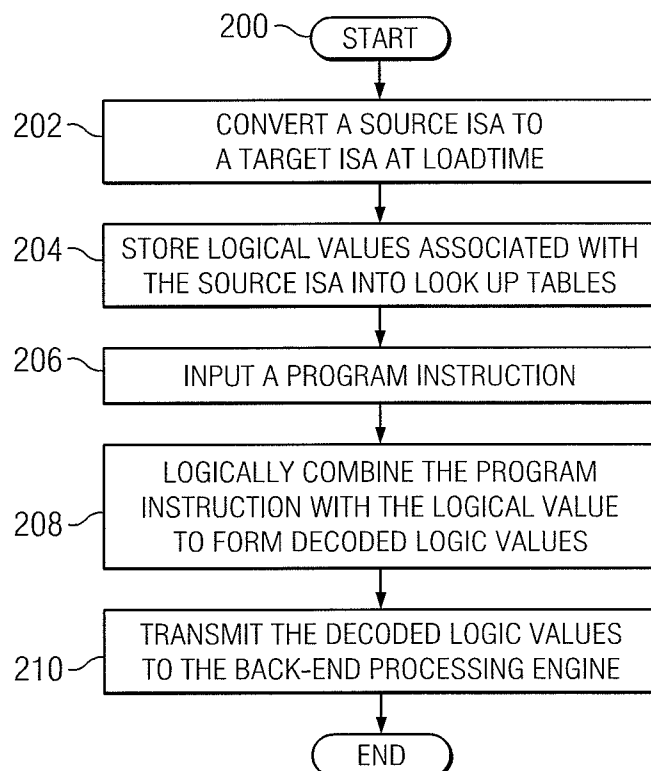 200
START
202
CONVERT A SOURCE ISA TO
A TARGET ISA AT LOADTIME
204
STORE LOGICAL VALUES ASSOCIATED WITH
THE SOURCE ISA INTO LOOK UP TABLES
206
INPUT A PROGRAM INSTRUCTION
208
LOGICALLY COMBINE THE PROGRAM
INSTRUCTION WITH THE LOGICAL VALUE
TO FORM DECODED LOGIC VALUES
210
TRANSMIT THE DECODED LOGIC VALUES
TO THE BACK-END PROCESSING ENGINE
END